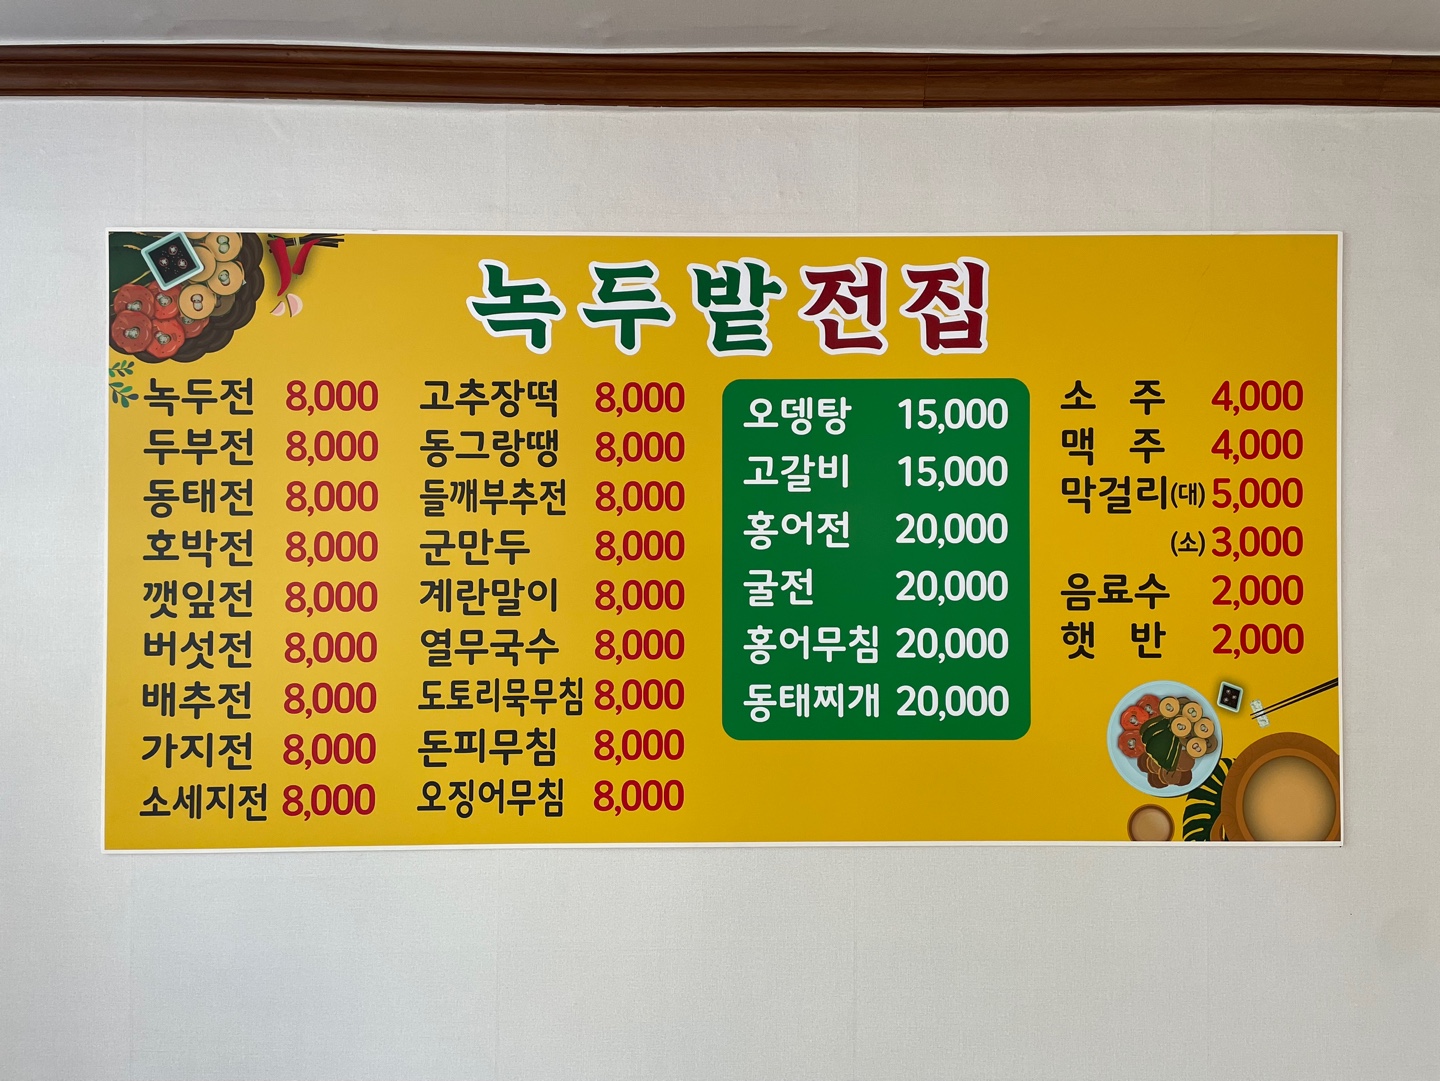 녹두밭전집
녹두전 8,000
두부전 8,000
동태전 8,000
호박전 8,000
깻잎전 8,000
버섯전 8,000
배추전 8,000
가지전 8,000
소세지전 8,000
고추장떡 8,000
동그랑땡 8,000
들깨부추전 8,000
군만두 8,000
계란말이 8,000
열무국수 8,000
도토리묵무침 8,000
돈피무침 8,000
오징어무침 8,000
오뎅탕 15,000
고갈비 15,000
홍어전 20,000
굴전 20,000
홍어무침 20,000
동태찌개 20,000
소 주 4,000
맥 주 4,000
막걸리(대) 5,000
(소) 3,000
음료수 2,000
햇 반 2,000